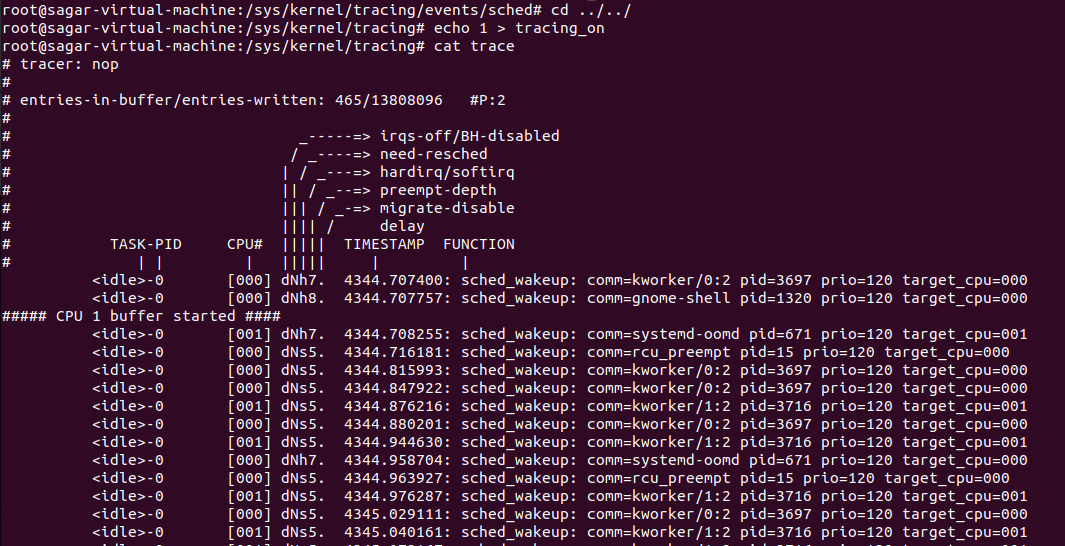 root@sagar-virtual-machine:/sys/kernel/tracing/events/sched# cd ../../
root@sagar-virtual-machine:/sys/kernel/tracing# echo 1 > tracing_on
root@sagar-virtual-machine:/sys/kernel/tracing# cat trace
# tracer: nop
#
# entries-in-buffer/entries-written: 465/13808096   #P:2
#
#                                _-----=> irqs-off/BH-disabled
#                               / _----=> need-resched
#                              | / _---=> hardirq/softirq
#                              || / _--=> preempt-depth
#                              ||| / _-=> migrate-disable
#                              |||| /     delay
#           TASK-PID     CPU#  |||||  TIMESTAMP  FUNCTION
#              | |         |   |||||     |         |
          <idle>-0       [000] dNh7.  4344.707400: sched_wakeup: comm=kworker/0:2 pid=3697 prio=120 target_cpu=000
          <idle>-0       [000] dNh8.  4344.707757: sched_wakeup: comm=gnome-shell pid=1320 prio=120 target_cpu=000
##### CPU 1 buffer started ####
          <idle>-0       [001] dNh7.  4344.708255: sched_wakeup: comm=systemd-oomd pid=671 prio=120 target_cpu=001
          <idle>-0       [000] dNs5.  4344.716181: sched_wakeup: comm=rcu_preempt pid=15 prio=120 target_cpu=000
          <idle>-0       [000] dNs5.  4344.815993: sched_wakeup: comm=kworker/0:2 pid=3697 prio=120 target_cpu=000
          <idle>-0       [000] dNs5.  4344.847922: sched_wakeup: comm=kworker/0:2 pid=3697 prio=120 target_cpu=000
          <idle>-0       [001] dNs5.  4344.876216: sched_wakeup: comm=kworker/1:2 pid=3716 prio=120 target_cpu=001
          <idle>-0       [000] dNs5.  4344.880201: sched_wakeup: comm=kworker/0:2 pid=3697 prio=120 target_cpu=000
          <idle>-0       [001] dNs5.  4344.944630: sched_wakeup: comm=kworker/1:2 pid=3716 prio=120 target_cpu=001
          <idle>-0       [000] dNh7.  4344.958704: sched_wakeup: comm=systemd-oomd pid=671 prio=120 target_cpu=000
          <idle>-0       [000] dNs5.  4344.963927: sched_wakeup: comm=rcu_preempt pid=15 prio=120 target_cpu=000
          <idle>-0       [001] dNs5.  4344.976287: sched_wakeup: comm=kworker/1:2 pid=3716 prio=120 target_cpu=001
          <idle>-0       [000] dNs5.  4345.029111: sched_wakeup: comm=kworker/0:2 pid=3697 prio=120 target_cpu=000
          <idle>-0       [001] dNs5.  4345.040161: sched_wakeup: comm=kworker/1:2 pid=3716 prio=120 target_cpu=001